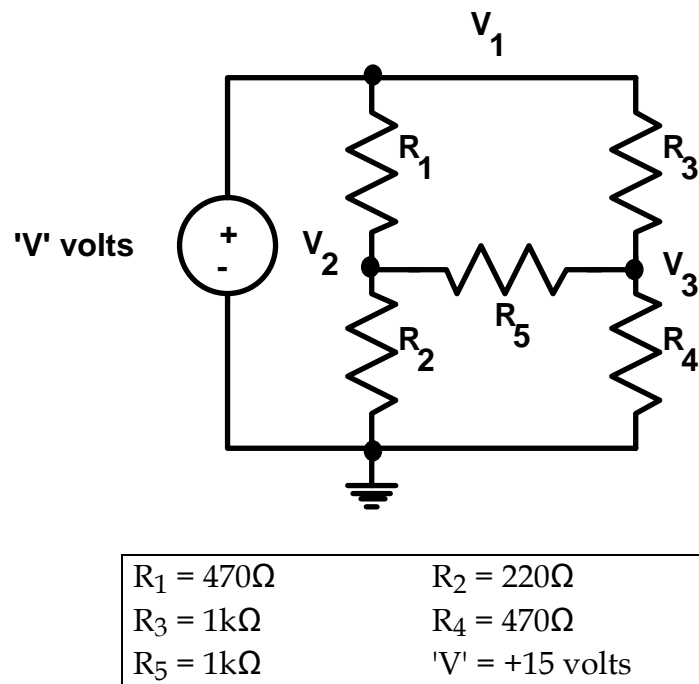 V1
R1
R3
'V' volts
+
-
V2
V3
R5
R2
R4
R1 = 470Ω R2 = 220Ω
R3 = 1kΩ R4 = 470Ω
R5 = 1kΩ 'V' = +15 volts